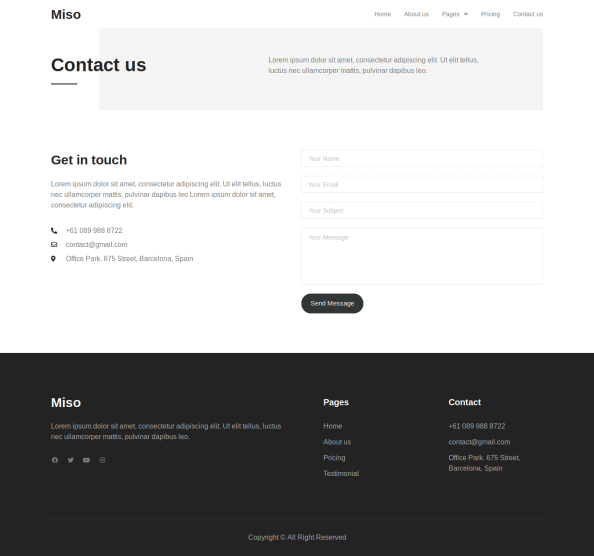 Miso
Home
About us
Pages
Pricing
Contact us
Contact us
Lorem ipsum dolor sit amet, consectetur adipiscing elit. Ut elit tellus,
luctus nec ullamcorper mattis, pulvinar dapibus leo.
Get in touch
Lorem ipsum dolor sit amet, consectetur adipiscing elit. Ut elit tellus, luctus
nec ullamcorper mattis, pulvinar dapibus leo Lorem ipsum dolor sit amet,
consectetur adipiscing elit.
+61 089 988 8722
contact@gmail.com
Office Park. 675 Street, Barcelona, Spain
Your Name
Your Email
Your Subject
Your Message
Send Message
Miso
Lorem ipsum dolor sit amet, consectetur adipiscing elit. Ut elit tellus, luctus
nec ullamcorper mattis, pulvinar dapibus leo.
Pages
Home
About us
Pricing
Testimonial
Contact
+61 089 988 8722
contact@gmail.com
Office Park. 675 Street,
Barcelona, Spain
Copyright © All Right Reserved